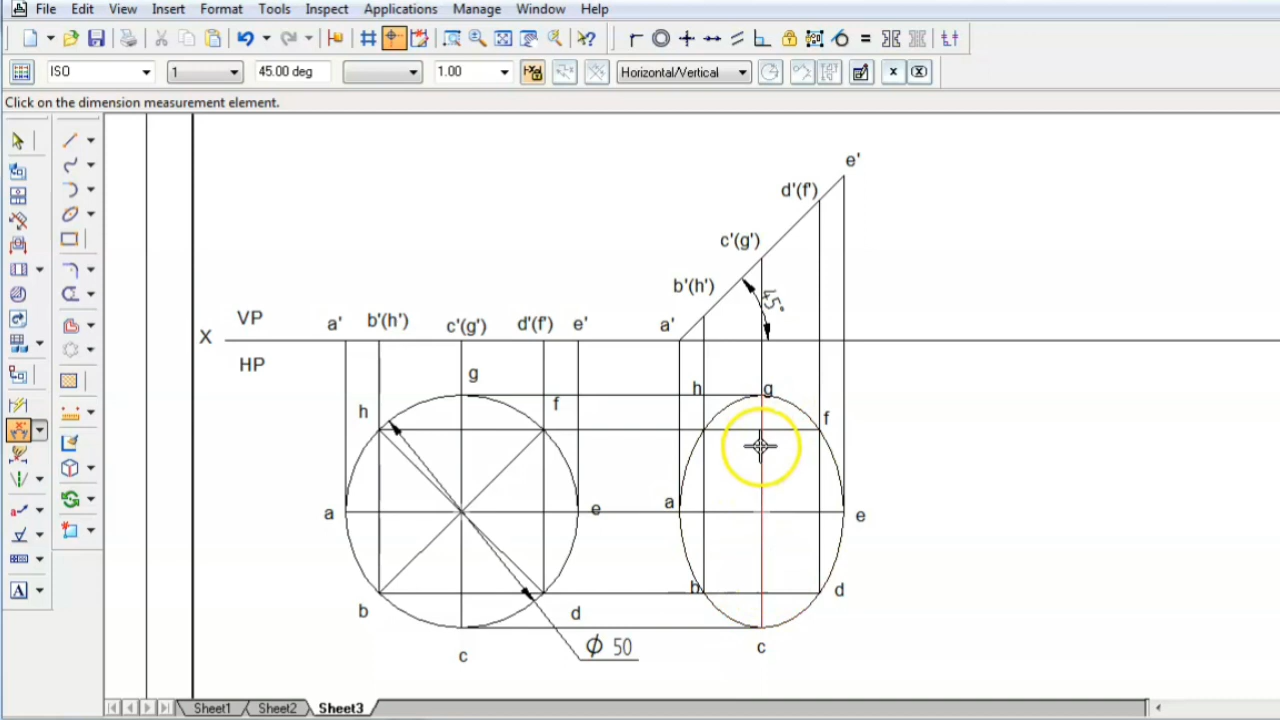 File Edit View Insert Format Tools Inspect Applications Manage Window Help
ISO 1 45.00 deg 1.00 Horizontal/Vertical
Click on the dimension measurement element.
e'
d'(f')
c'(g')
b'(h')
45°
X VP a' b'(h') c'(g') d'(f') e' a'
HP
g h g
h f f
a e a e
b d b d
Φ 50
c c
A
Sheet1 Sheet2 Sheet3